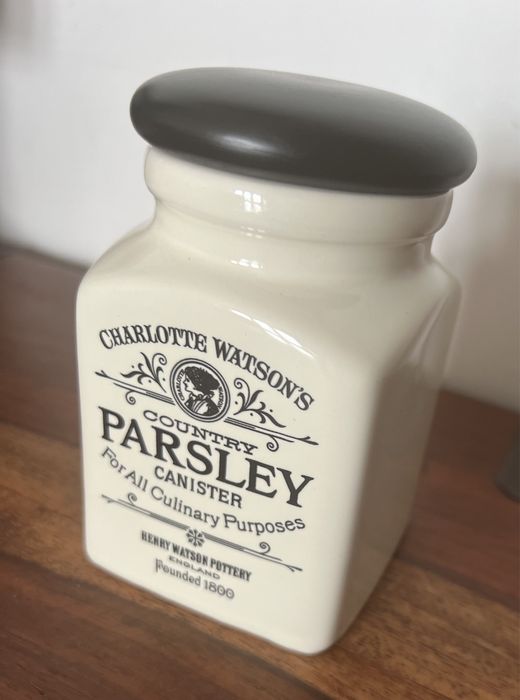 CHARLOTTE WATSON'S
COUNTRY
PARSLEY
CANISTER
For All Culinary Purposes
HENRY WATSON POTTERY
ENGLAND
Founded 1800